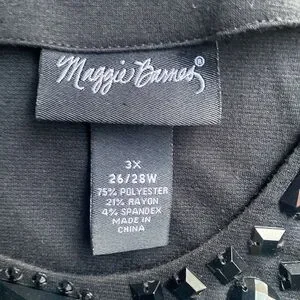 Maggie Barnes®
3X
26/28W
75% POLYESTER
21% RAYON
4% SPANDEX
MADE IN
CHINA